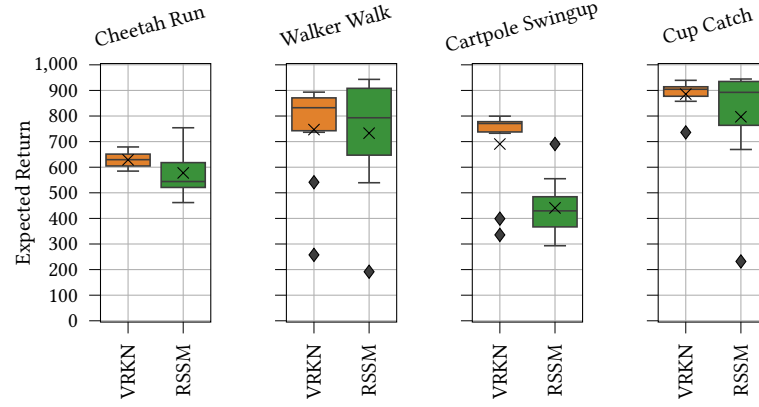 Cheetah Run
Walker Walk
Cartpole Swingup
Cup Catch
Expected Return
1,000
900
800
700
600
500
400
300
200
100
0
VRKN
RSSM
VRKN
RSSM
VRKN
RSSM
VRKN
RSSM